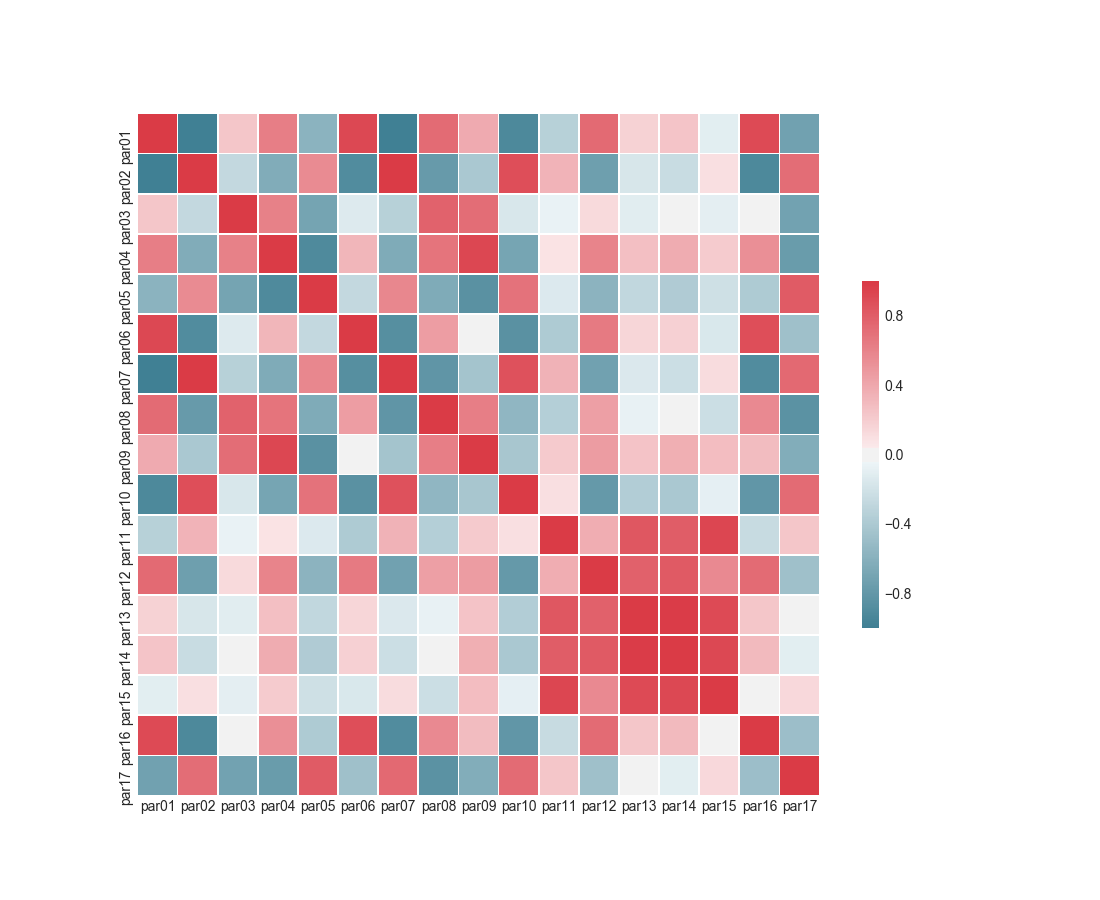 par01
par02
par03
par04
par05
par06
par07
par08
par09
par10
par11
par12
par13
par14
par15
par16
par17
par01 par02 par03 par04 par05 par06 par07 par08 par09 par10 par11 par12 par13 par14 par15 par16 par17
0.8
0.4
0.0
−0.4
−0.8